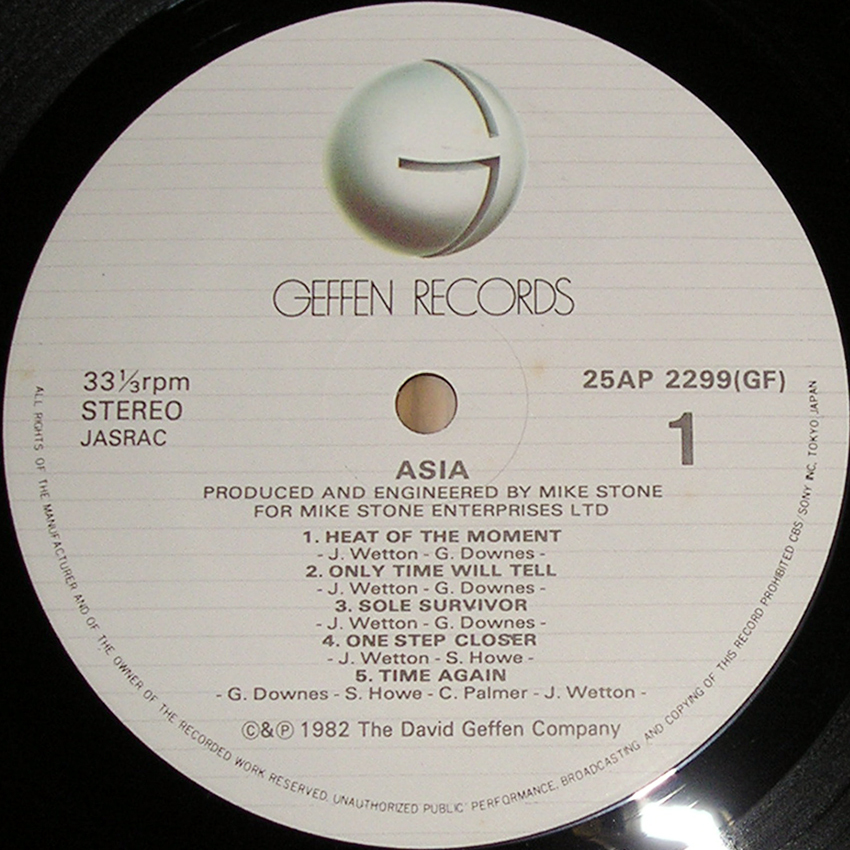 GEFFEN RECORDS
33⅓rpm
STEREO
JASRAC
25AP 2299(GF)
1
ASIA
PRODUCED AND ENGINEERED BY MIKE STONE
FOR MIKE STONE ENTERPRISES LTD
1. HEAT OF THE MOMENT
- J. Wetton - G. Downes -
2. ONLY TIME WILL TELL
- J. Wetton - G. Downes -
3. SOLE SURVIVOR
- J. Wetton - G. Downes -
4. ONE STEP CLOSER
- J. Wetton - S. Howe -
5. TIME AGAIN
- G. Downes - S. Howe - C. Palmer - J. Wetton -
©&℗ 1982 The David Geffen Company
ALL RIGHTS OF THE MANUFACTURER AND OF THE OWNER OF THE RECORDED WORK RESERVED. UNAUTHORIZED PUBLIC PERFORMANCE. BROADCASTING AND COPYING OF THIS RECORD PROHIBITED CBS/SONY INC. TOKYO JAPAN